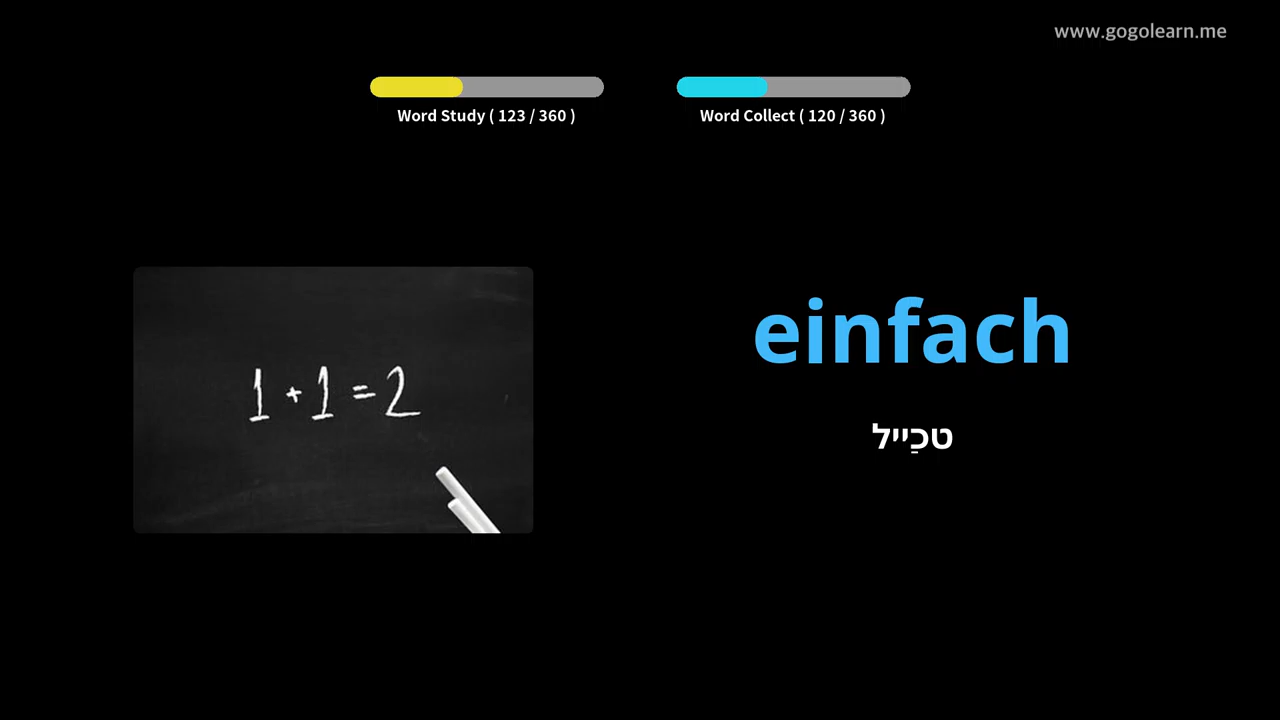 www.gogolearn.me
Word Study ( 123 / 360 )
Word Collect ( 120 / 360 )
1 + 1 = 2
einfach
טכַייל